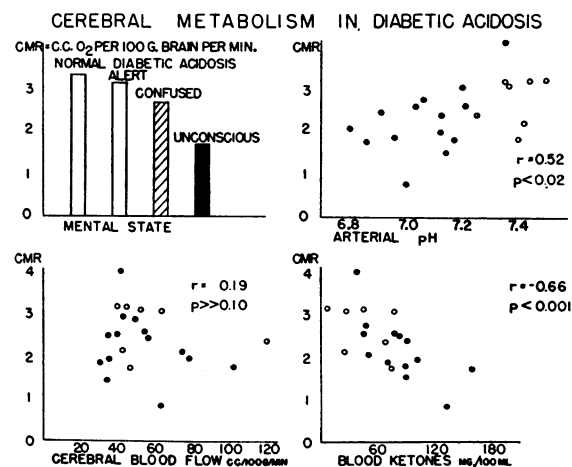 CEREBRAL METABOLISM IN DIABETIC ACIDOSIS
CMR=C.C. O2 PER 100 G. BRAIN PER MIN.
NORMAL DIABETIC ACIDOSIS
ALERT
CONFUSED
UNCONSCIOUS
3
2
1
0
MENTAL STATE
CMR
4
3
2
1
0
r=0.52
p<0.02
6.8 7.0 7.2 7.4
ARTERIAL pH
CMR
4
3
2
1
0
r= 0.19
p>>0.10
20 40 60 80 100 120
CEREBRAL BLOOD FLOW CC/100G/MIN
CMR
4
3
2
1
0
r=-0.66
p<0.001
60 120 180
BLOOD KETONES MG./100ML